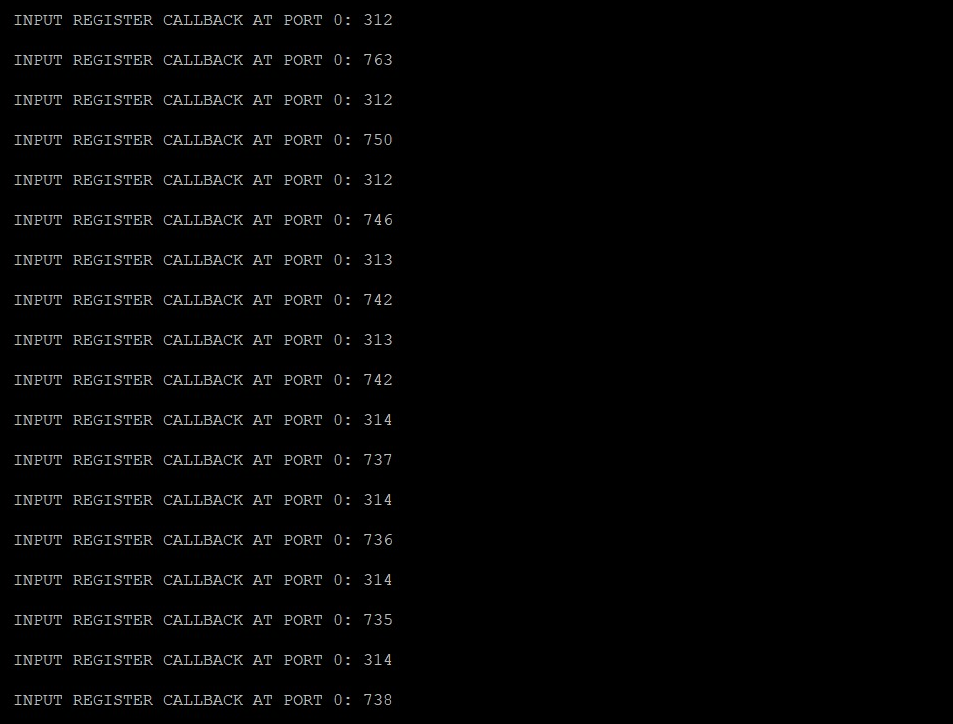 INPUT REGISTER CALLBACK AT PORT 0: 312
INPUT REGISTER CALLBACK AT PORT 0: 763
INPUT REGISTER CALLBACK AT PORT 0: 312
INPUT REGISTER CALLBACK AT PORT 0: 750
INPUT REGISTER CALLBACK AT PORT 0: 312
INPUT REGISTER CALLBACK AT PORT 0: 746
INPUT REGISTER CALLBACK AT PORT 0: 313
INPUT REGISTER CALLBACK AT PORT 0: 742
INPUT REGISTER CALLBACK AT PORT 0: 313
INPUT REGISTER CALLBACK AT PORT 0: 742
INPUT REGISTER CALLBACK AT PORT 0: 314
INPUT REGISTER CALLBACK AT PORT 0: 737
INPUT REGISTER CALLBACK AT PORT 0: 314
INPUT REGISTER CALLBACK AT PORT 0: 736
INPUT REGISTER CALLBACK AT PORT 0: 314
INPUT REGISTER CALLBACK AT PORT 0: 735
INPUT REGISTER CALLBACK AT PORT 0: 314
INPUT REGISTER CALLBACK AT PORT 0: 738